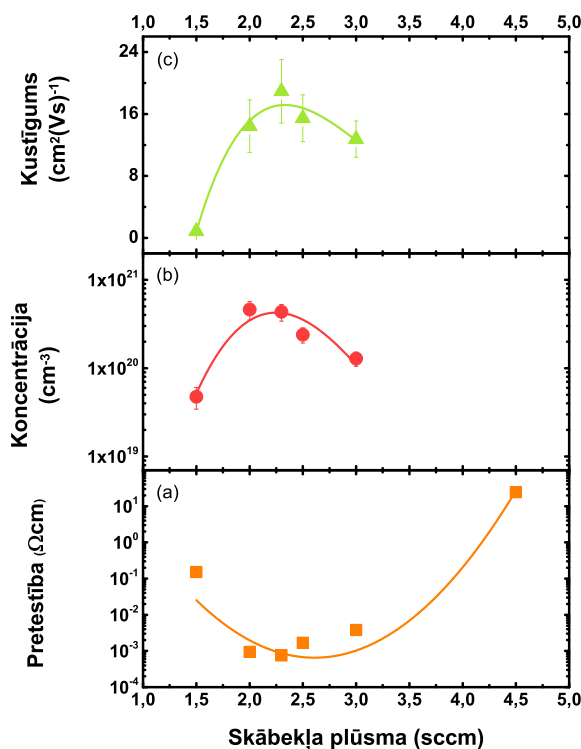 1,0 1,5 2,0 2,5 3,0 3,5 4,0 4,5 5,0
(c)
Kustīgums
(cm²(Vs)⁻¹)
24
16
8
0
(b)
Koncentrācija
(cm⁻³)
1x10²¹
1x10²⁰
1x10¹⁹
(a)
Pretestība (Ωcm)
10¹
10⁰
10⁻¹
10⁻²
10⁻³
10⁻⁴
1,0 1,5 2,0 2,5 3,0 3,5 4,0 4,5 5,0
Skābekļa plūsma (sccm)